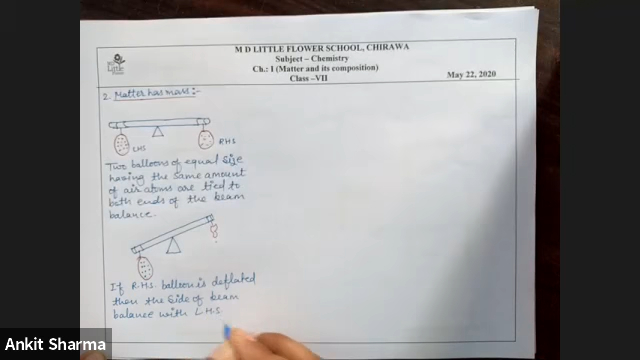 M D LITTLE FLOWER SCHOOL, CHIRAWA
Subject – Chemistry
Ch.: I (Matter and its composition)
Class –VII
May 22, 2020
Little
2. Matter has mass :-
LHS
RHS
Two balloons of equal size
having the same amount
of air atoms are tied to
both ends of the beam
balance.
If R.H.S. balloon is deflated
then the side of beam
balance with L.H.S
Ankit Sharma